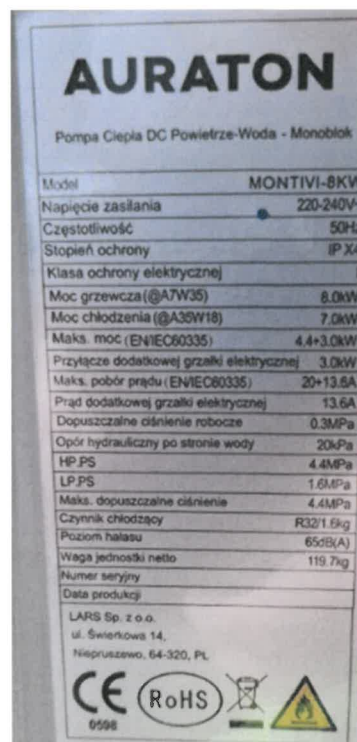 AURATON
Pompa Ciepła DC Powietrze-Woda - Monoblok
Model MONTIVI-8KW
Napięcie zasilania 220-240V~
Częstotliwość 50Hz
Stopień ochrony IP X4
Klasa ochrony elektrycznej
Moc grzewcza(@A7W35) 8.0kW
Moc chłodzenia(@A35W18) 7.0kW
Maks. moc (EN/IEC60335) 4.4+3.0kW
Przyłącze dodatkowej grzałki elektrycznej 3.0kW
Maks. pobór prądu (EN/IEC60335) 20+13.6A
Prąd dodatkowej grzałki elektrycznej 13.6A
Dopuszczalne ciśnienie robocze 0.3MPa
Opór hydrauliczny po stronie wody 20kPa
HP.PS 4.4MPa
LP.PS 1.6MPa
Maks. dopuszczalne ciśnienie 4.4MPa
Czynnik chłodzący R32/1.6kg
Poziom hałasu 65dB(A)
Waga jednostki netto 119.7kg
Numer seryjny
Data produkcji
LARS Sp. z o.o.
ul. Świerkowa 14,
Niepruszewo, 64-320, PL
CE RoHS
0598